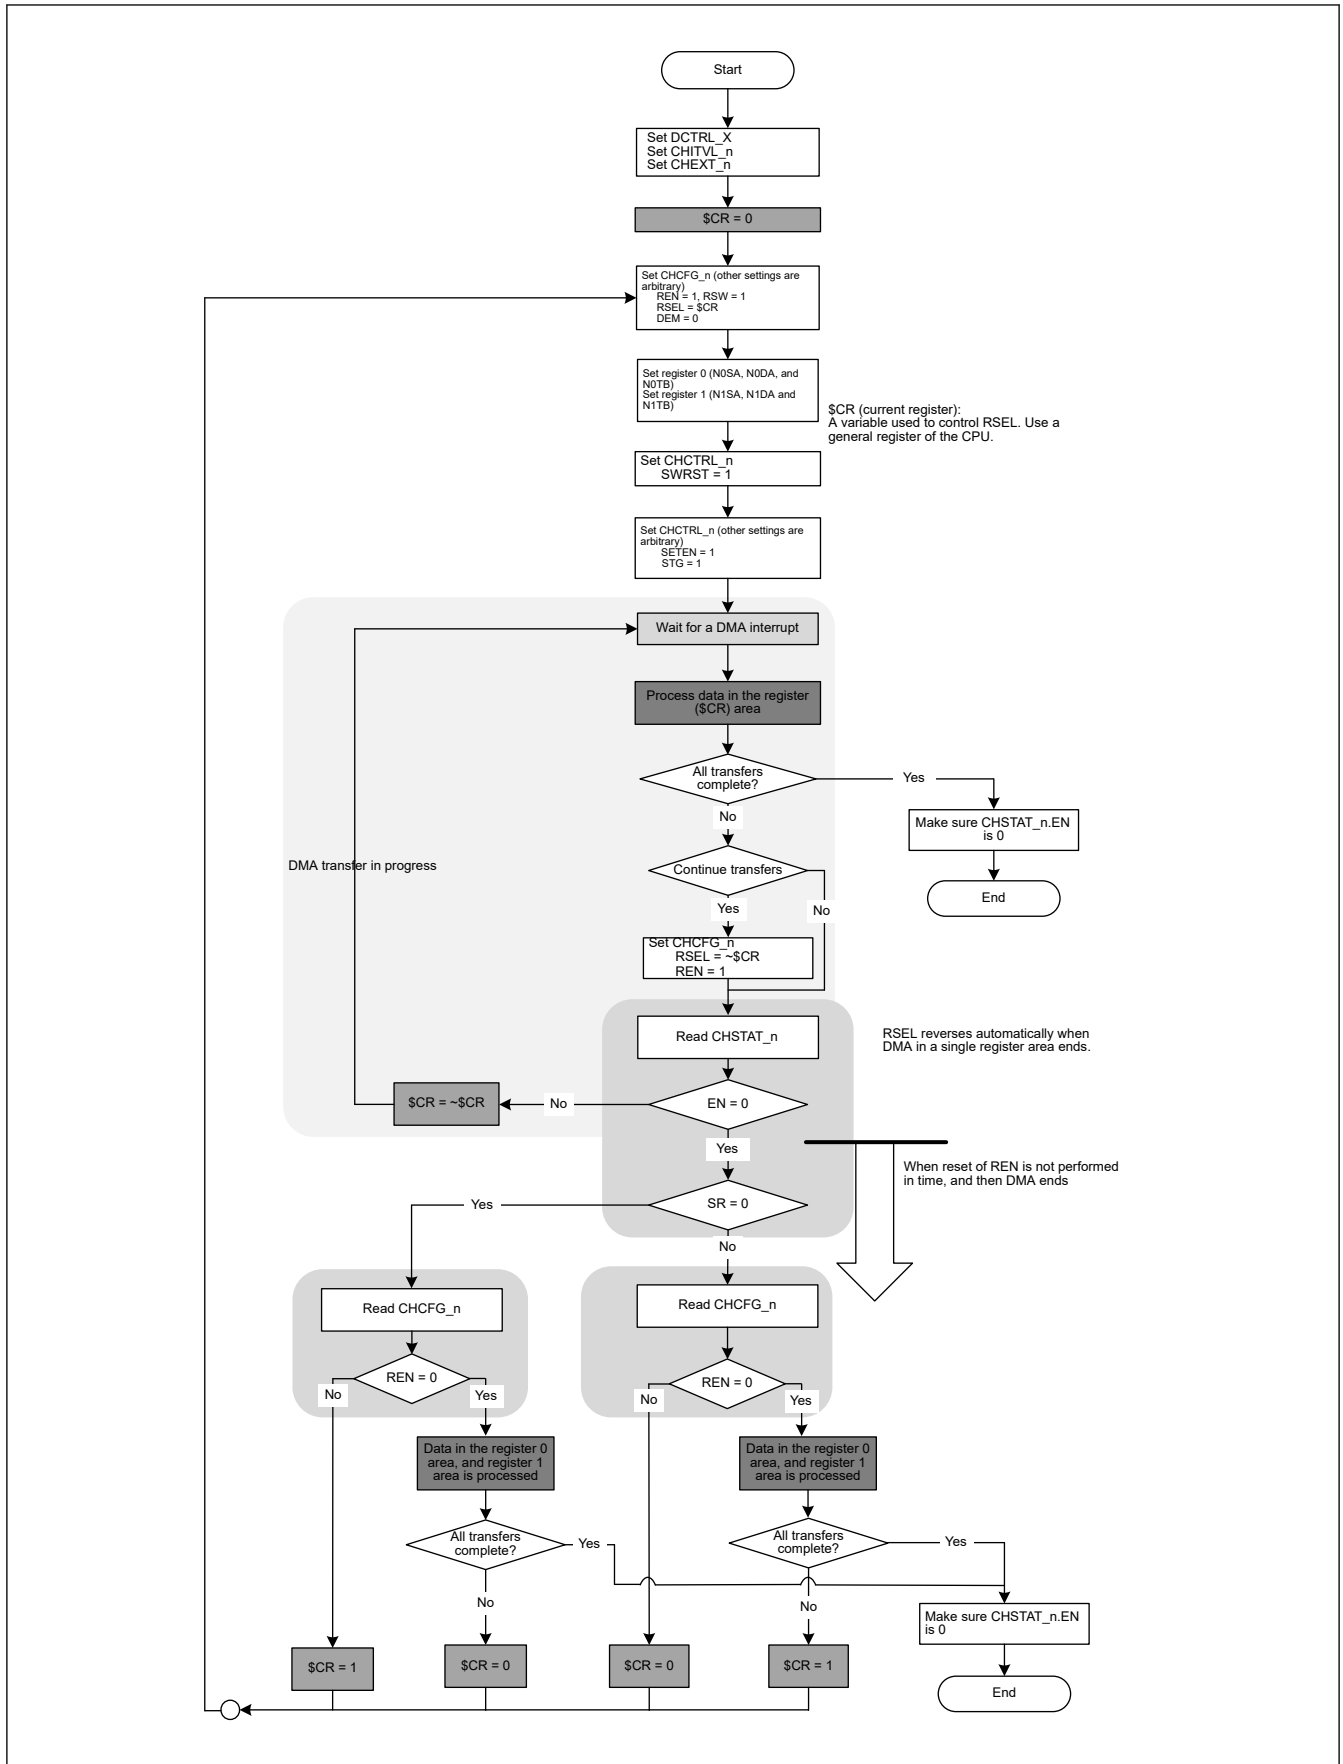 Start
Set DCTRL_X
Set CHITVL_n
Set CHEXT_n
$CR = 0
Set CHCFG_n (other settings are
arbitrary)
REN = 1, RSW = 1
RSEL = $CR
DEM = 0
Set register 0 (N0SA, N0DA, and
N0TB)
Set register 1 (N1SA, N1DA and
N1TB)
$CR (current register):
A variable used to control RSEL. Use a
general register of the CPU.
Set CHCTRL_n
SWRST = 1
Set CHCTRL_n (other settings are
arbitrary)
SETEN = 1
STG = 1
Wait for a DMA interrupt
Process data in the register
($CR) area
All transfers
complete?
Yes
No
Make sure CHSTAT_n.EN
is 0
End
DMA transfer in progress
Continue transfers
Yes
No
Set CHCFG_n
RSEL = ~$CR
REN = 1
Read CHSTAT_n
RSEL reverses automatically when
DMA in a single register area ends.
$CR = ~$CR
No
EN = 0
Yes
When reset of REN is not performed
in time, and then DMA ends
Yes
SR = 0
No
Read CHCFG_n
Read CHCFG_n
REN = 0
REN = 0
No
Yes
No
Yes
Data in the register 0
area, and register 1
area is processed
Data in the register 0
area, and register 1
area is processed
All transfers
complete?
Yes
All transfers
complete?
Yes
No
No
Make sure CHSTAT_n.EN
is 0
$CR = 1
$CR = 0
$CR = 0
$CR = 1
End